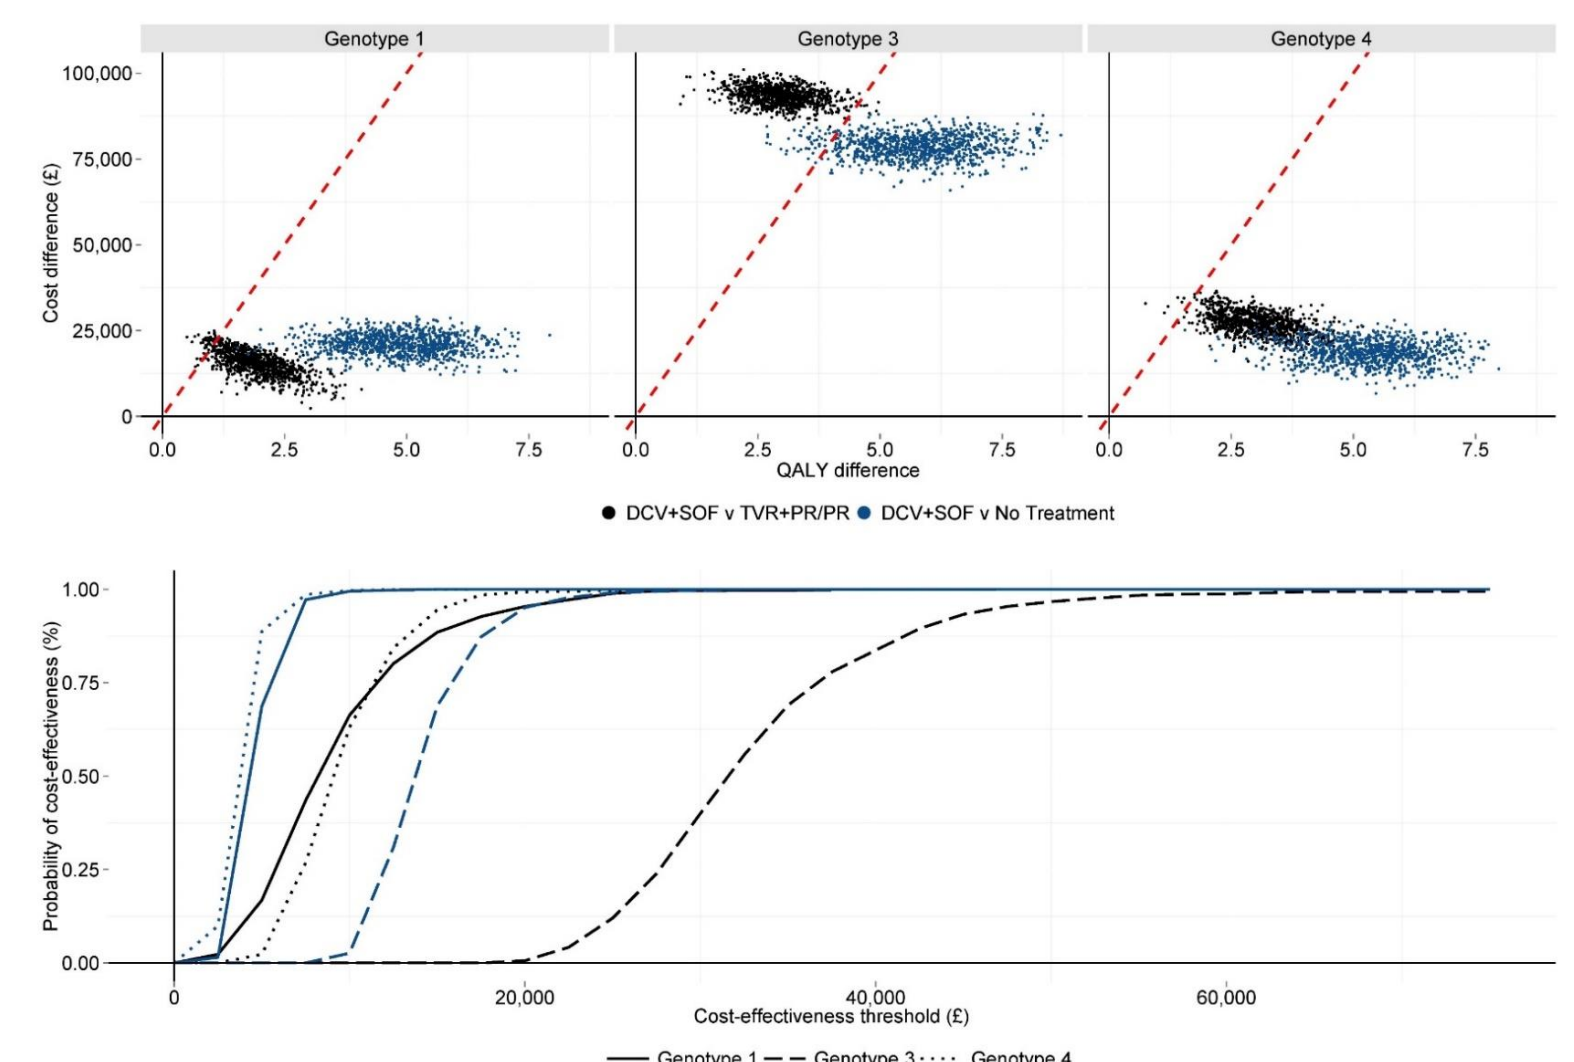 Genotype 1 Genotype 3 Genotype 4
100,000
75,000
50,000
25,000
0
Cost difference (£)
0.0 2.5 5.0 7.5 0.0 2.5 5.0 7.5 0.0 2.5 5.0 7.5
QALY difference
DCV+SOF v TVR+PR/PR DCV+SOF v No Treatment
1.00
0.75
0.50
0.25
0.00
Probability of cost-effectiveness (%)
0 20,000 40,000 60,000
Cost-effectiveness threshold (£)
Genotype 1 Genotype 3 Genotype 4